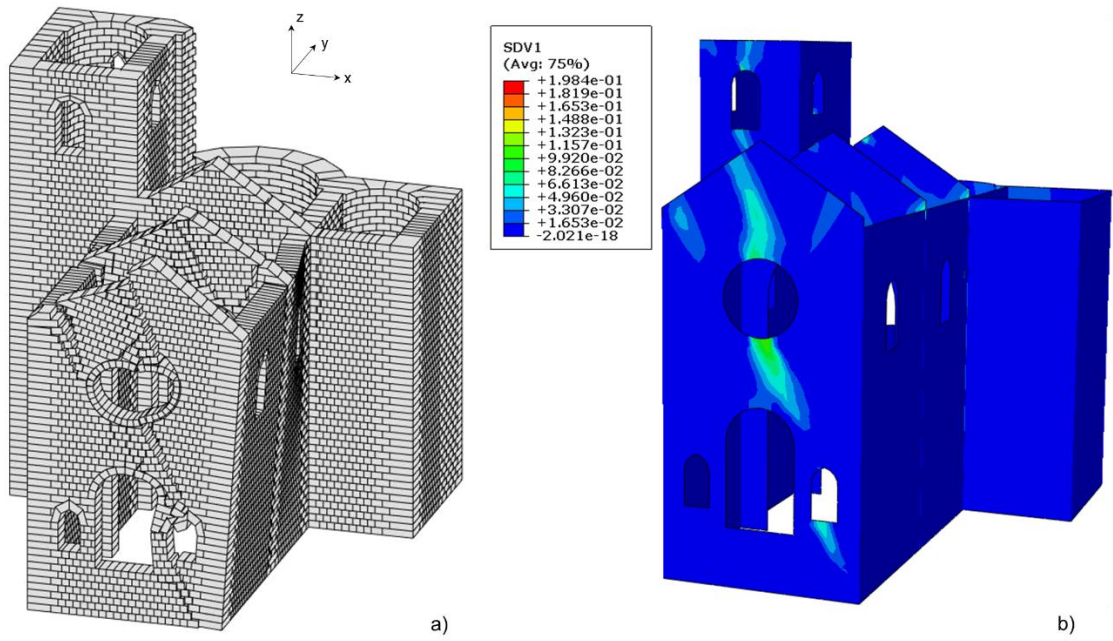 z
y
x
SDV1
(Avg: 75%)
+1.984e-01
+1.819e-01
+1.653e-01
+1.488e-01
+1.323e-01
+1.157e-01
+9.920e-02
+8.266e-02
+6.613e-02
+4.960e-02
+3.307e-02
+1.653e-02
-2.021e-18
a)
b)